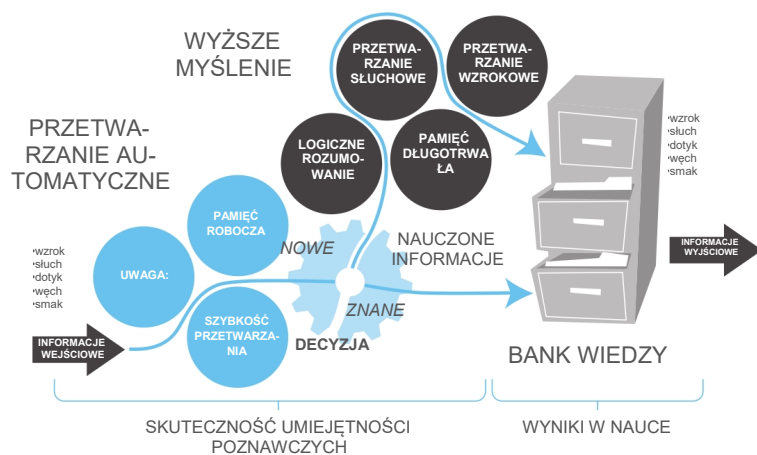 WYŻSZE
MYŚLENIE
PRZETWA-
RZANIE
SŁUCHOWE
PRZETWA-
RZANIE
WZROKOWE
LOGICZNE
ROZUMO-
WANIE
PAMIĘĆ
DŁUGOTRWA
ŁA
PRZETWA-
RZANIE AU-
TOMATYCZNE
PAMIĘĆ
ROBOCZA
UWAGA:
SZYBKOŚĆ
PRZETWARZA-
NIA
•wzrok
•słuch
•dotyk
•węch
•smak
INFORMACJE
WEJŚCIOWE
NOWE
ZNANE
DECYZJA
NAUCZONE
INFORMACJE
•wzrok
•słuch
•dotyk
•węch
•smak
INFORMACJE
WYJŚCIOWE
BANK WIEDZY
SKUTECZNOŚĆ UMIEJĘTNOŚCI
POZNAWCZYCH
WYNIKI W NAUCE